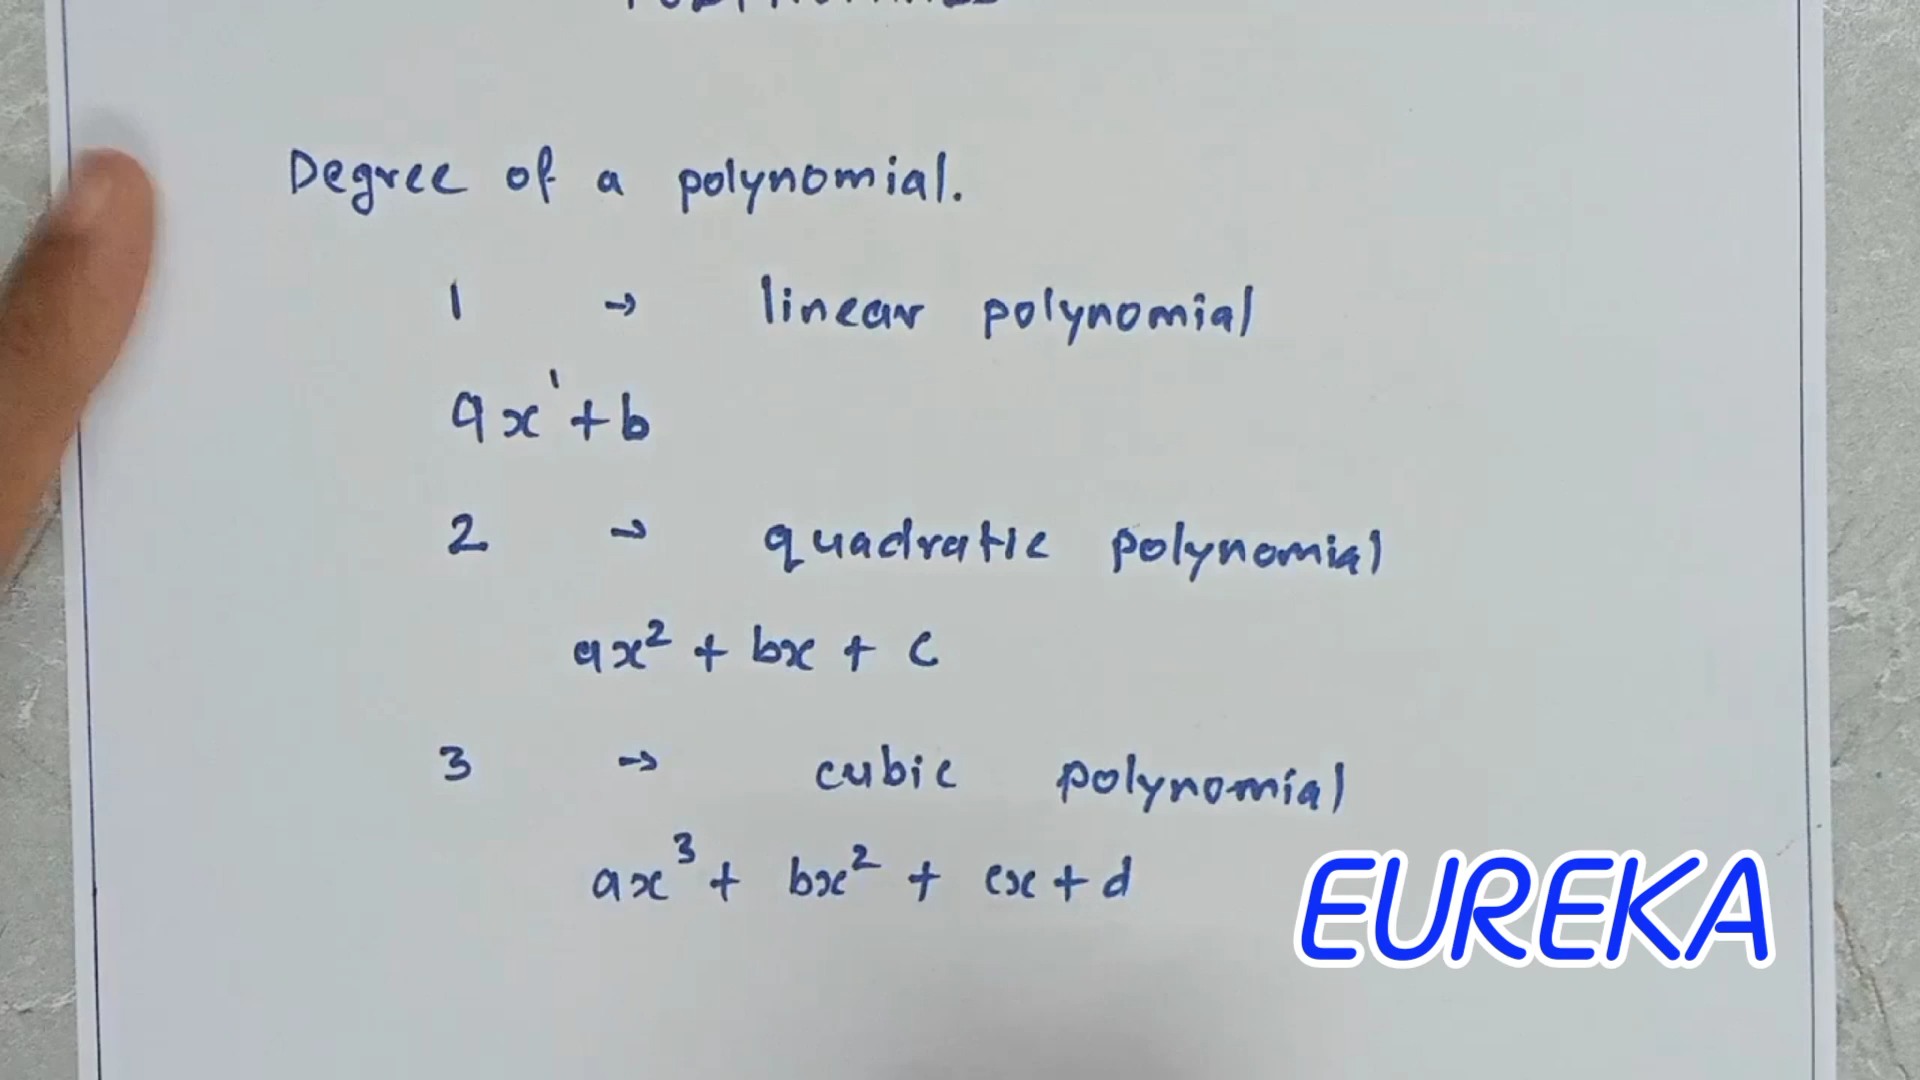 Degree of a polynomial.
1 → linear polynomial
ax¹ + b
2 → quadratic polynomial
ax² + bx + c
3 → cubic polynomial
ax³ + bx² + cx + d
EUREKA